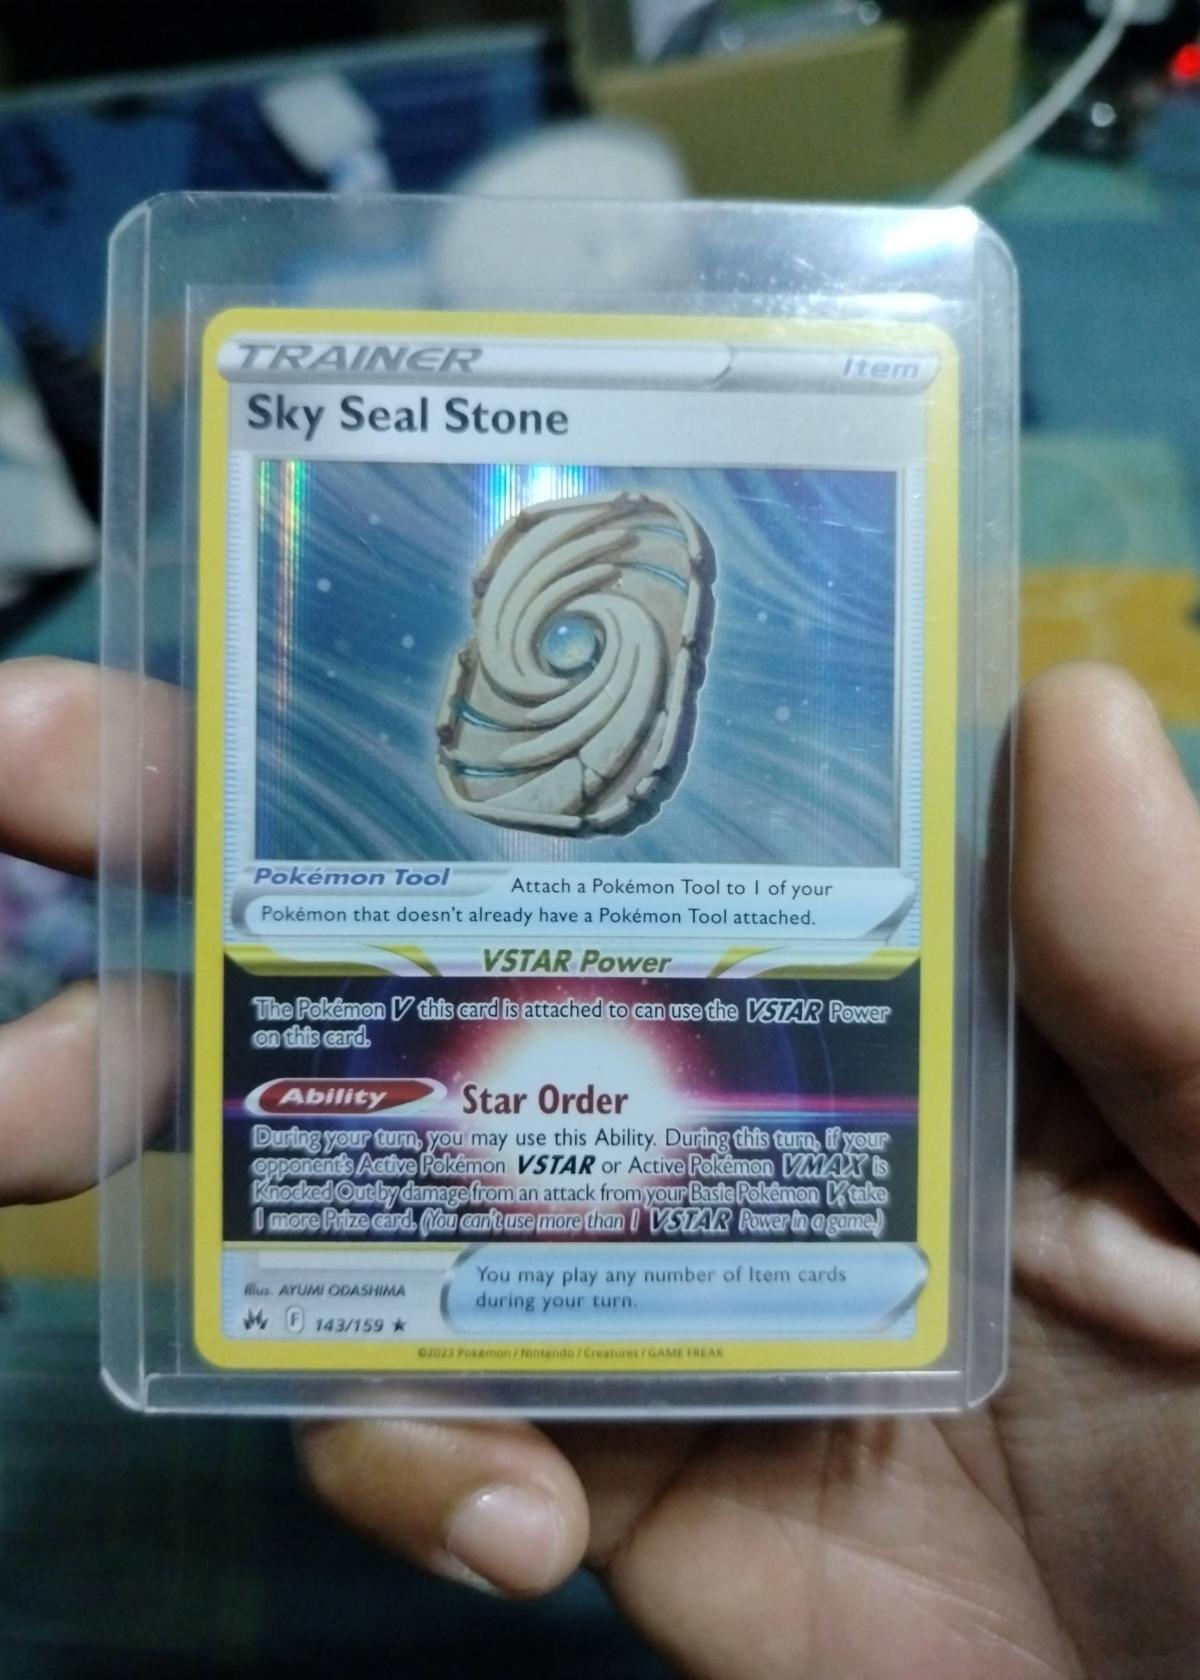 TRAINER Item
Sky Seal Stone
Pokémon Tool Attach a Pokémon Tool to 1 of your
Pokémon that doesn't already have a Pokémon Tool attached.
VSTAR Power
The Pokémon V this card is attached to can use the VSTAR Power
on this card.
Ability Star Order
During your turn, you may use this Ability. During this turn, if your
opponent's Active Pokémon VSTAR or Active Pokémon VMAX is
Knocked Out by damage from an attack from your Basic Pokémon V, take
1 more Prize card. (You can't use more than 1 VSTAR Power in a game.)
Illus. AYUMI ODASHIMA
F 143/159 ★
You may play any number of Item cards
during your turn.
©2023 Pokémon / Nintendo / Creatures / GAME FREAK